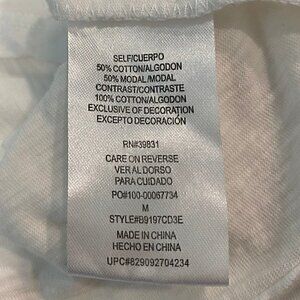 SELF/CUERPO
50% COTTON/ALGODON
50% MODAL/MODAL
CONTRAST/CONTRASTE
100% COTTON/ALGODON
EXCLUSIVE OF DECORATION
EXCEPTO DECORACIÓN
RN#39831
CARE ON REVERSE
VER AL DORSO
PARA CUIDADO
PO#100-00067734
M
STYLE#B9197CD3E
MADE IN CHINA
HECHO EN CHINA
UPC#829092704234